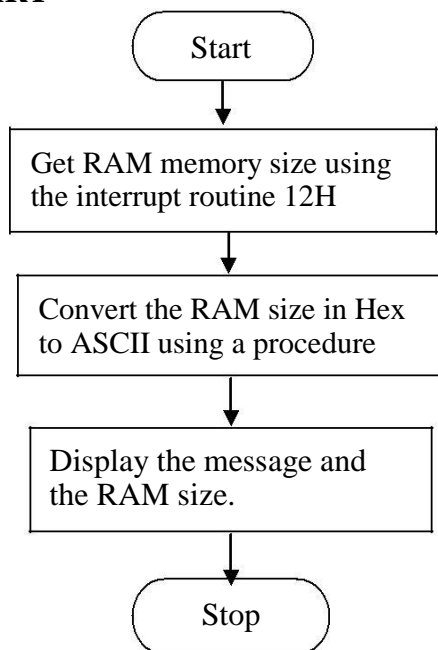 Start
Get RAM memory size using
the interrupt routine 12H
Convert the RAM size in Hex
to ASCII using a procedure
Display the message and
the RAM size.
Stop